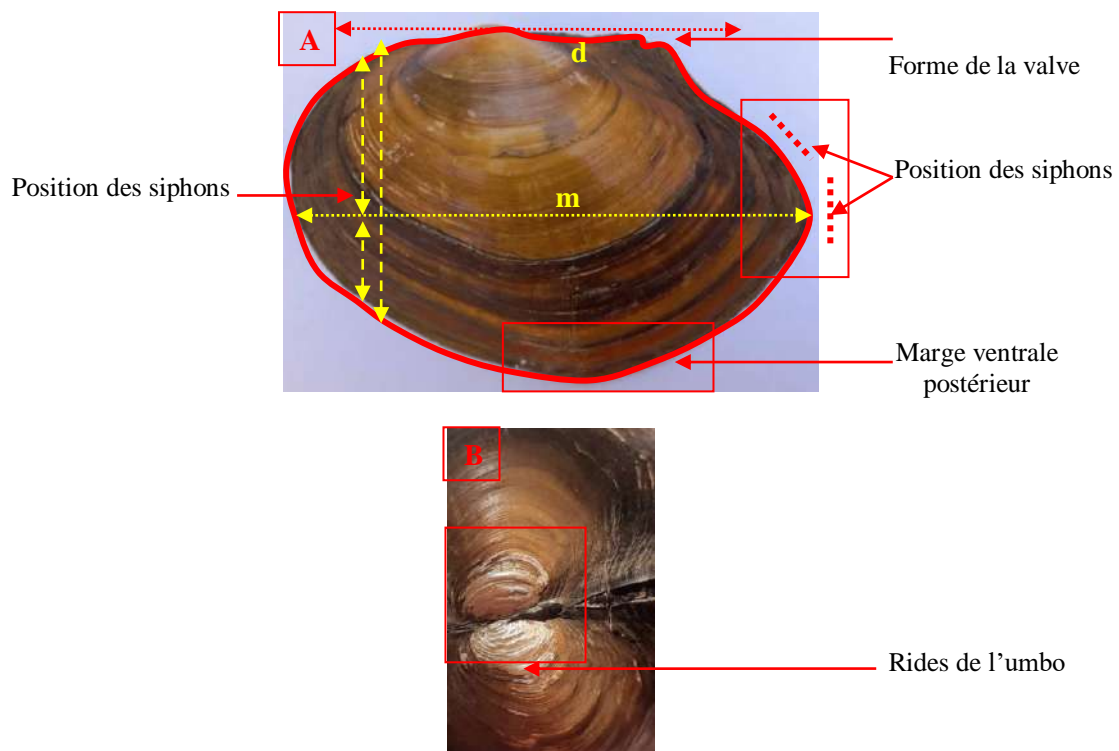 A
d
Forme de la valve
Position des siphons
Position des siphons
m
Marge ventrale
postérieur
B
Rides de l’umbo